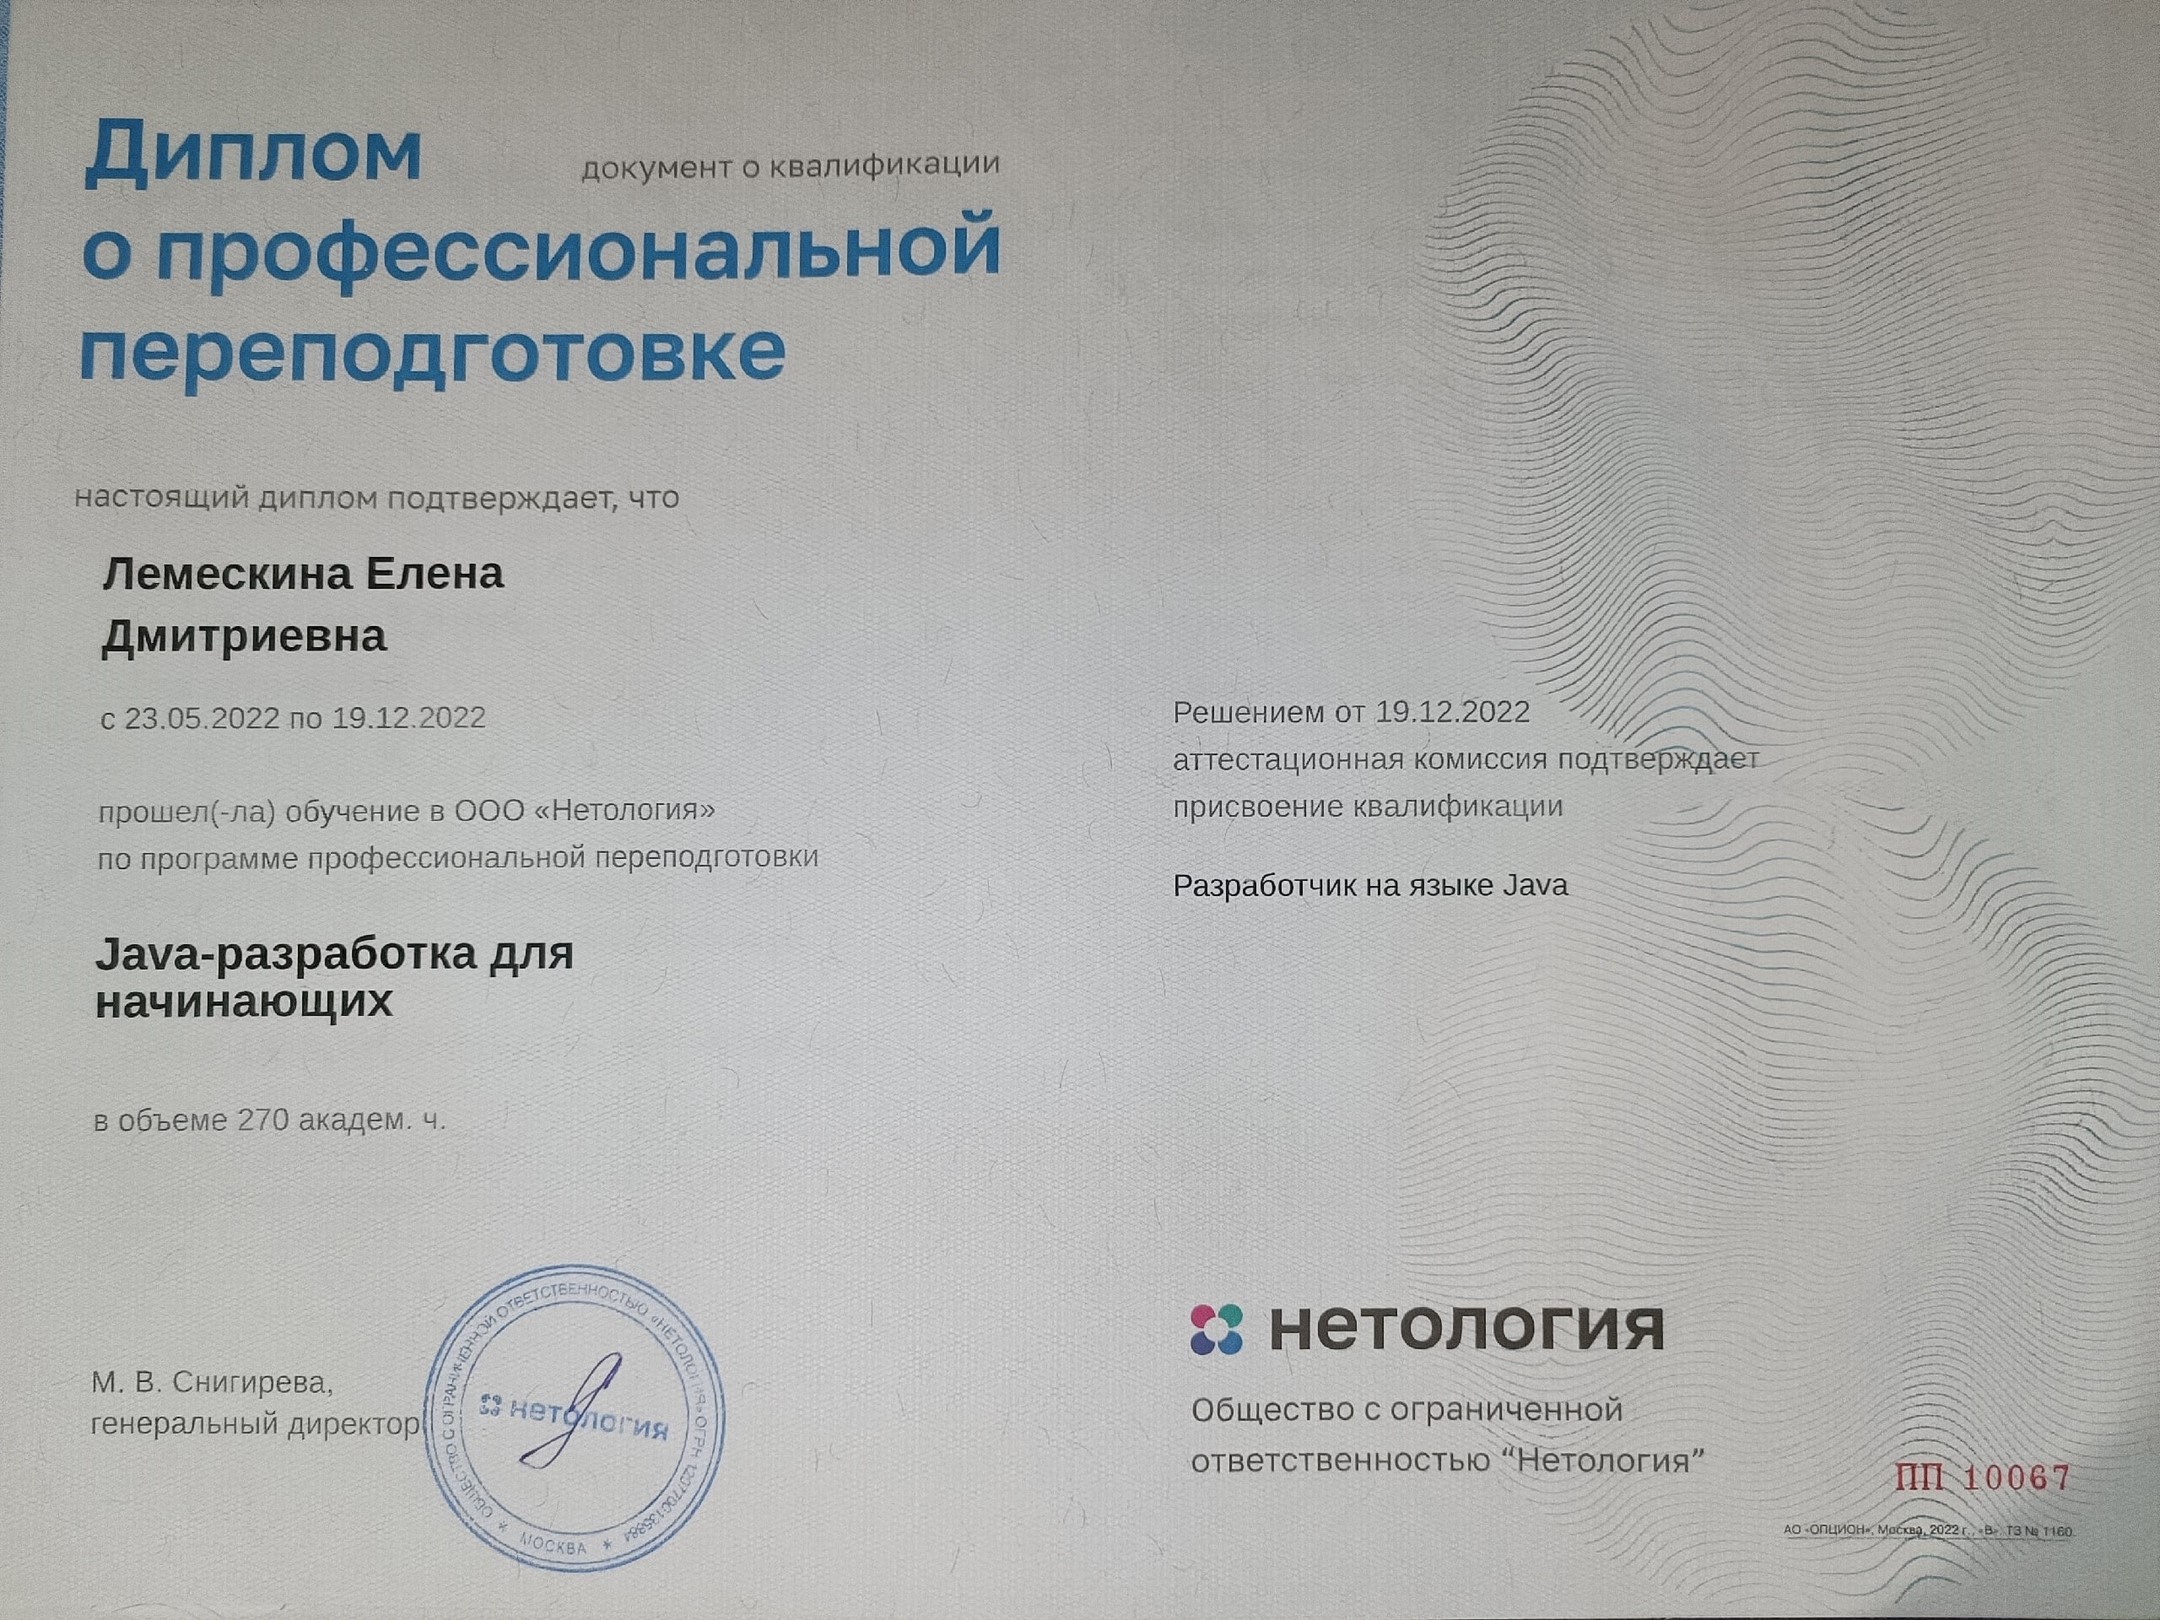 Диплом
документ о квалификации
о профессиональной
переподготовке
настоящий диплом подтверждает, что
Лемескина Елена
Дмитриевна
с 23.05.2022 по 19.12.2022
прошел(-ла) обучение в ООО «Нетология»
по программе профессиональной переподготовки
Java-разработка для
начинающих
в объеме 270 академ. ч.
М. В. Снигирева,
генеральный директор
ОБЩЕСТВО С ОГРАНИЧЕННОЙ ОТВЕТСТВЕННОСТЬЮ «НЕТОЛОГИЯ» ОГРН
* МОСКВА *
нетология
Решением от 19.12.2022
аттестационная комиссия подтверждает
присвоение квалификации
Разработчик на языке Java
нетология
Общество с ограниченной
ответственностью “Нетология”
ПП 10067
АО «ОПЦИОН», Москва, 2022 г., «В». ТЗ № 1160.